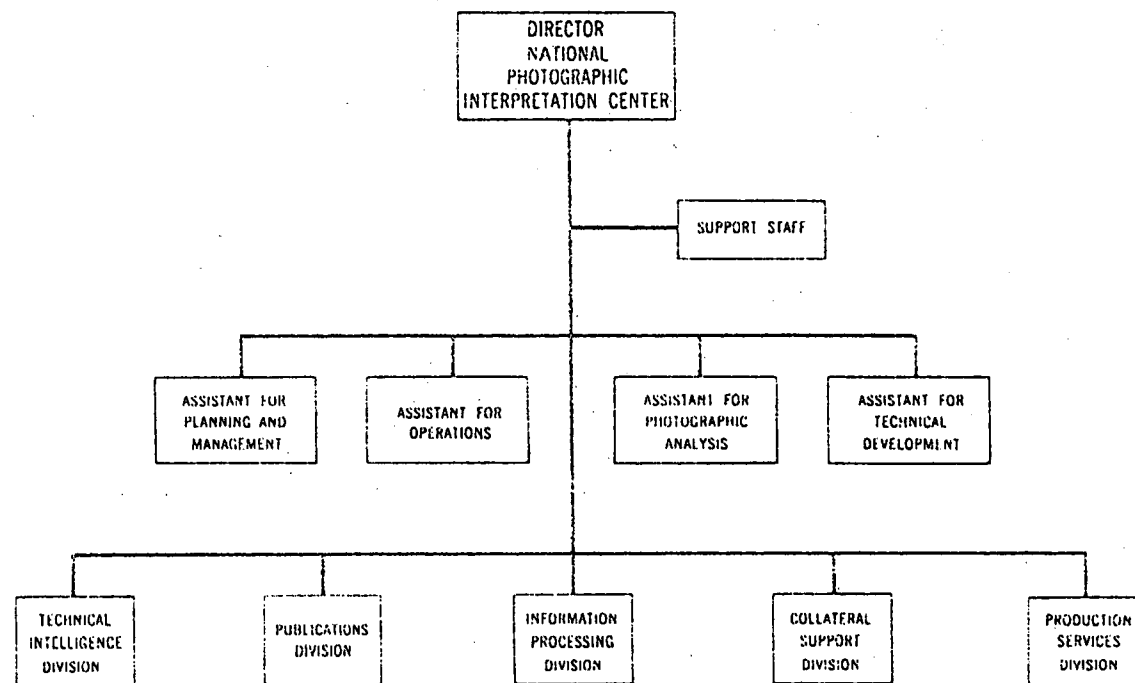 DIRECTOR
NATIONAL
PHOTOGRAPHIC
INTERPRETATION CENTER
SUPPORT STAFF
ASSISTANT FOR
PLANNING AND
MANAGEMENT
ASSISTANT FOR
OPERATIONS
ASSISTANT FOR
PHOTOGRAPHIC
ANALYSIS
ASSISTANT FOR
TECHNICAL
DEVELOPMENT
TECHNICAL
INTELLIGENCE
DIVISION
PUBLICATIONS
DIVISION
INFORMATION
PROCESSING
DIVISION
COLLATERAL
SUPPORT
DIVISION
PRODUCTION
SERVICES
DIVISION